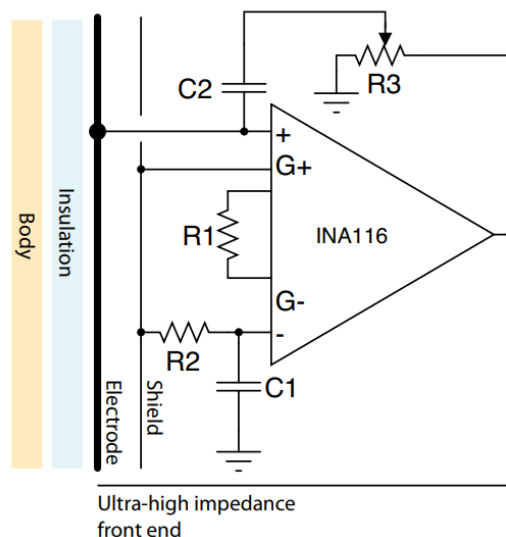 C2
R3
+
G+
R1
INA116
G-
-
R2
C1
Body
Insulation
Electrode
Shield
Ultra-high impedance
front end